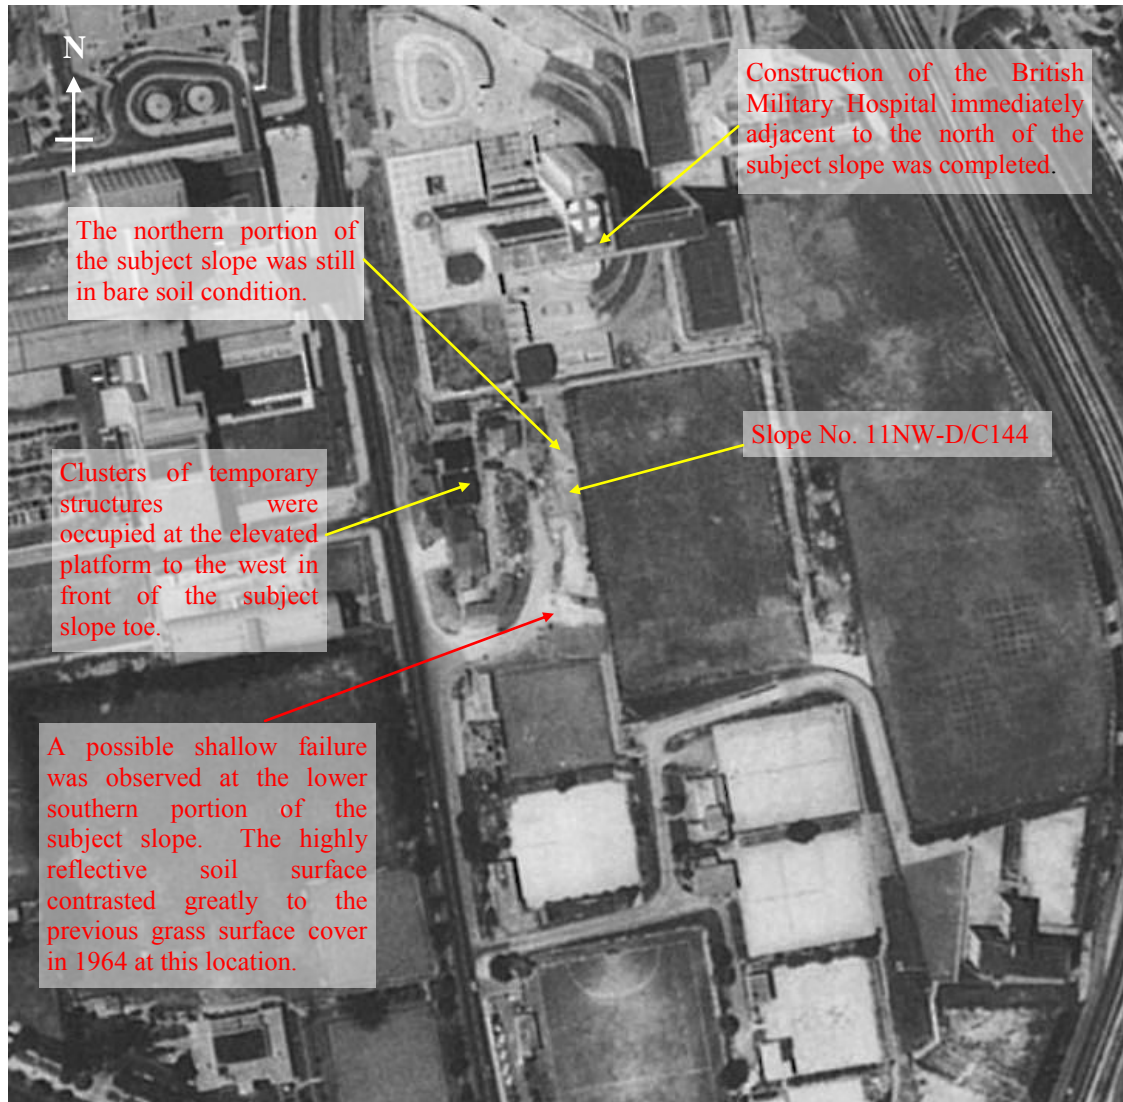 N
Construction of the British
Military Hospital immediately
adjacent to the north of the
subject slope was completed.
The northern portion of
the subject slope was still
in bare soil condition.
Slope No. 11NW-D/C144
Clusters of temporary
structures were
occupied at the elevated
platform to the west in
front of the subject
slope toe.
A possible shallow failure
was observed at the lower
southern portion of the
subject slope. The highly
reflective soil surface
contrasted greatly to the
previous grass surface cover
in 1964 at this location.